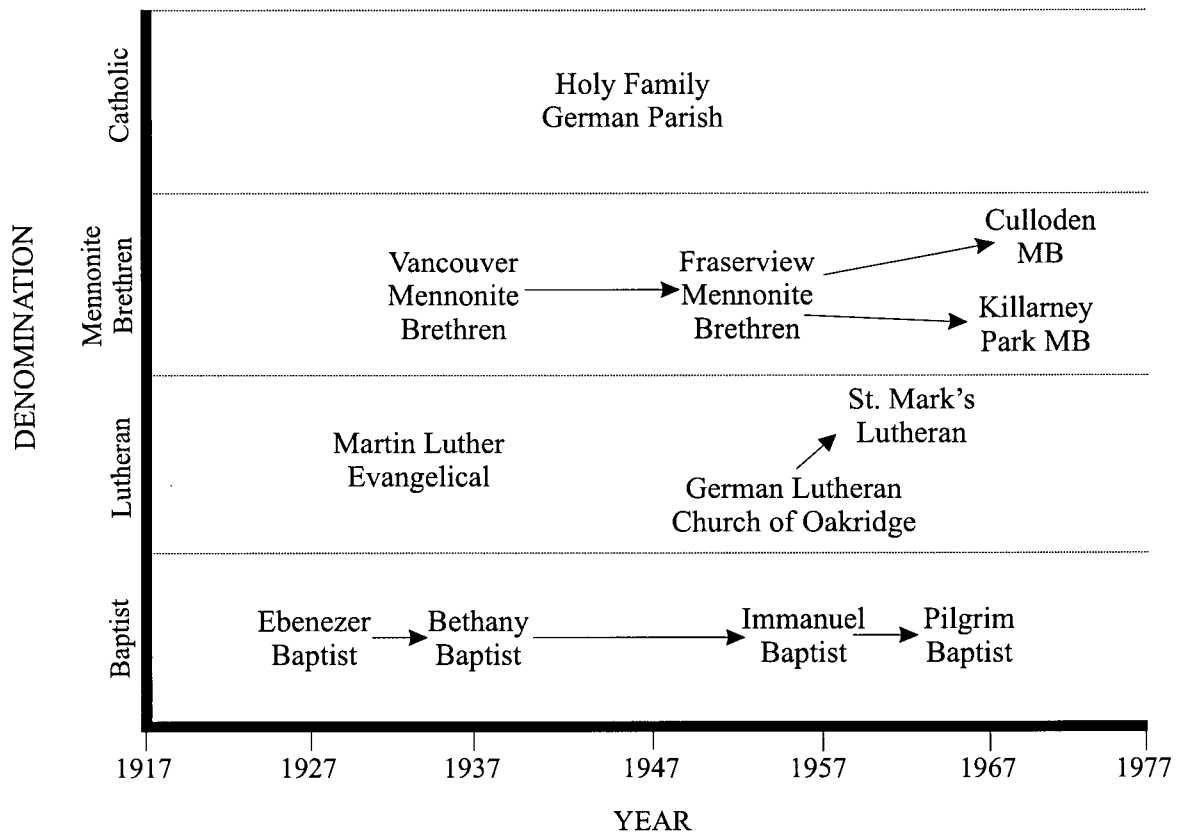 DENOMINATION
Catholic
Holy Family
German Parish
Mennonite
Brethren
Vancouver
Mennonite
Brethren
Fraserview
Mennonite
Brethren
Culloden
MB
Killarney
Park MB
Lutheran
Martin Luther
Evangelical
St. Mark's
Lutheran
German Lutheran
Church of Oakridge
Baptist
Ebenezer
Baptist
Bethany
Baptist
Immanuel
Baptist
Pilgrim
Baptist
1917 1927 1937 1947 1957 1967 1977
YEAR